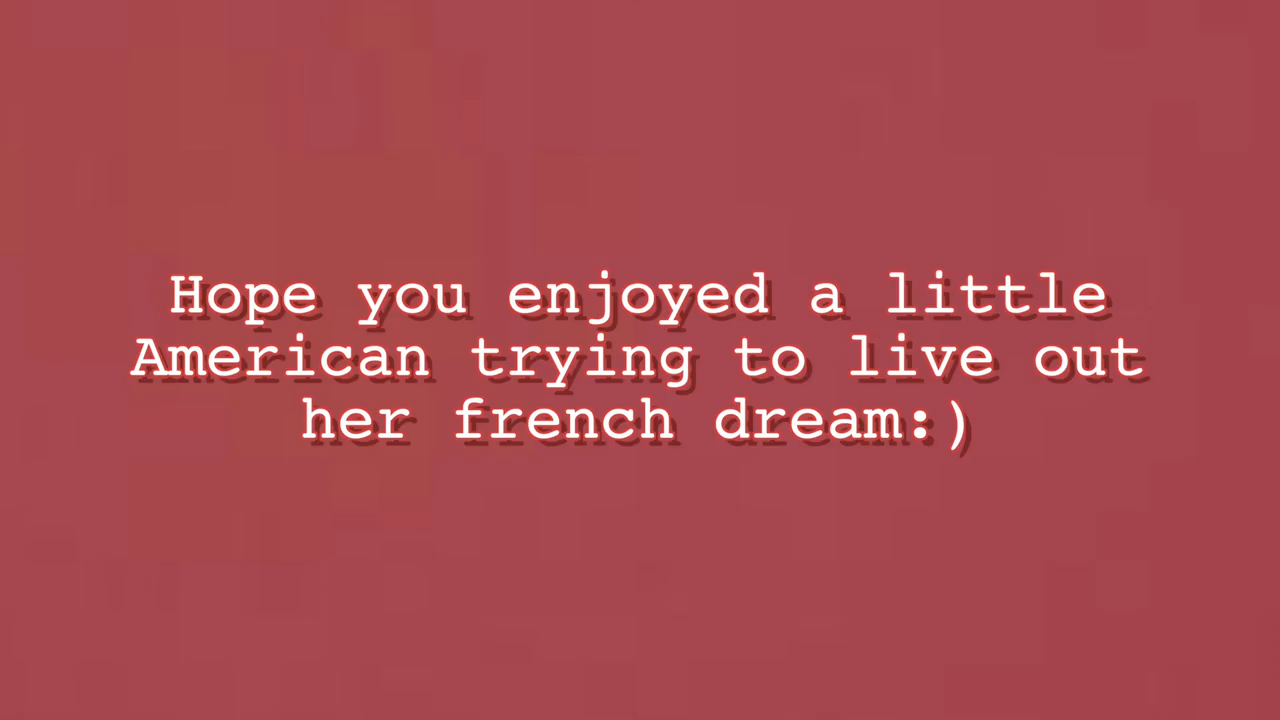 Hope you enjoyed a little
American trying to live out
her french dream:)